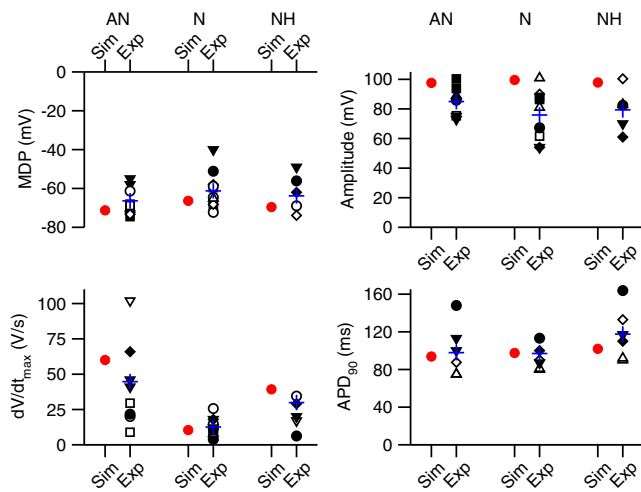 AN N NH
Sim Exp Sim Exp Sim Exp
0
-20
-40
-60
-80
MDP (mV)
AN N NH
100
80
60
40
20
0
Amplitude (mV)
Sim Exp Sim Exp Sim Exp
100
75
50
25
0
dV/dt_max (V/s)
Sim Exp Sim Exp Sim Exp
160
120
80
40
0
APD_90 (ms)
Sim Exp Sim Exp Sim Exp